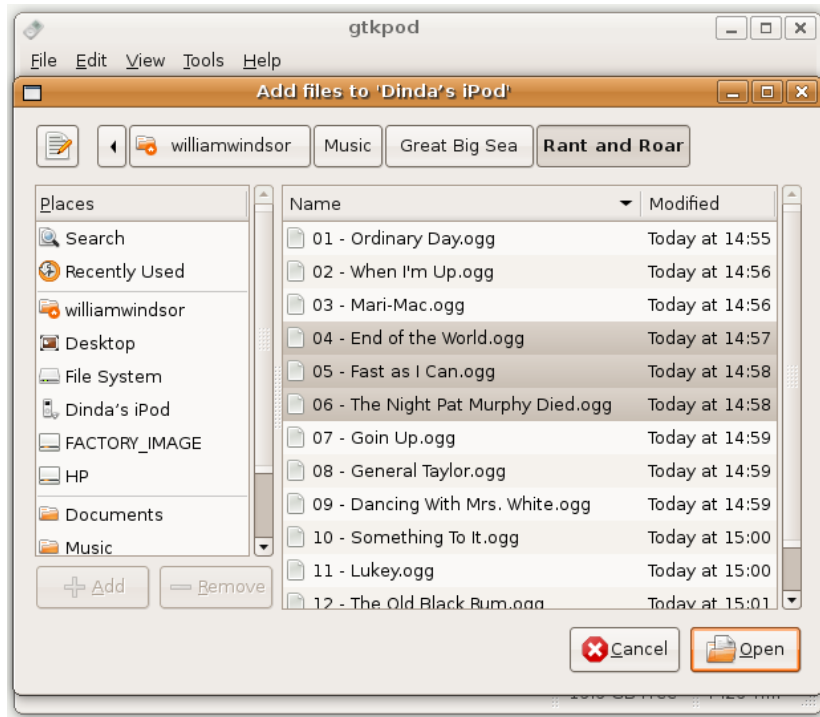 gtkpod
File Edit View Tools Help
Add files to 'Dinda's iPod'
williamwindsor Music Great Big Sea Rant and Roar
Places
Search
Recently Used
williamwindsor
Desktop
File System
Dinda's iPod
FACTORY_IMAGE
HP
Documents
Music
Add Remove
Name Modified
01 - Ordinary Day.ogg Today at 14:55
02 - When I'm Up.ogg Today at 14:56
03 - Mari-Mac.ogg Today at 14:56
04 - End of the World.ogg Today at 14:57
05 - Fast as I Can.ogg Today at 14:58
06 - The Night Pat Murphy Died.ogg Today at 14:58
07 - Goin Up.ogg Today at 14:59
08 - General Taylor.ogg Today at 14:59
09 - Dancing With Mrs. White.ogg Today at 14:59
10 - Something To It.ogg Today at 15:00
11 - Lukey.ogg Today at 15:00
12 - The Old Black Rum.ogg Today at 15:01
Cancel Open